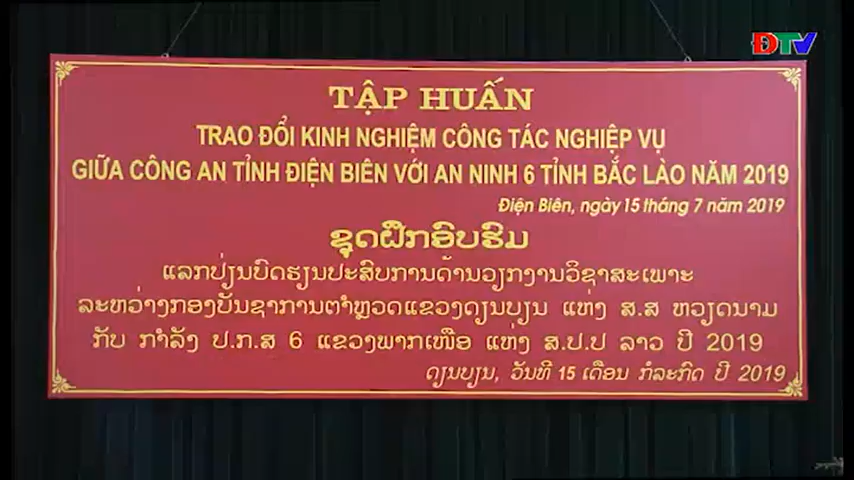 ĐTV
TẬP HUẤN
TRAO ĐỔI KINH NGHIỆM CÔNG TÁC NGHIỆP VỤ
GIỮA CÔNG AN TỈNH ĐIỆN BIÊN VỚI AN NINH 6 TỈNH BẮC LÀO NĂM 2019
Điện Biên, ngày 15 tháng 7 năm 2019
ຊຸດຝຶກອົບຮົມ
ແລກປ່ຽນບົດຮຽນປະສົບການດ້ານວຽກງານວິຊາສະເພາະ
ລະຫວ່າງກອງບັນຊາການຕຳຫຼວດແຂວງດຽນບຽນ ແຫ່ງ ສ.ສ ຫວຽດນາມ
ກັບ ກຳລັງ ປ.ກ.ສ 6 ແຂວງພາກເໜືອ ແຫ່ງ ສ.ປ.ປ ລາວ ປີ 2019
ດຽນບຽນ, ວັນທີ 15 ເດືອນ ກໍລະກົດ ປີ 2019